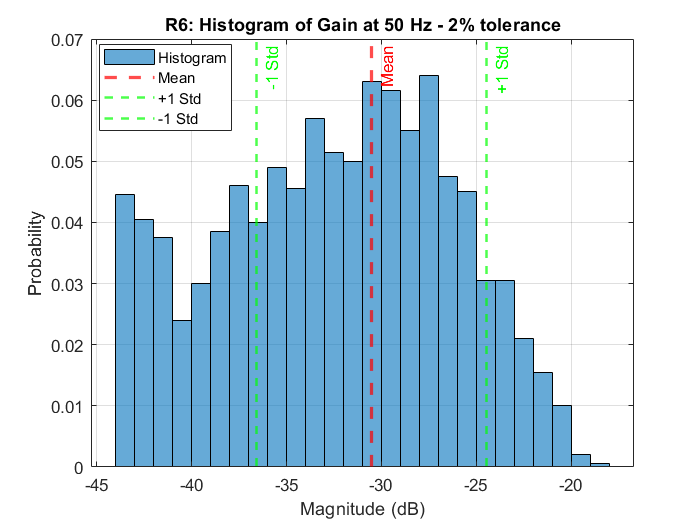 R6: Histogram of Gain at 50 Hz - 2% tolerance
Histogram
Mean
+1 Std
-1 Std
-1 Std
Mean
+1 Std
0.07
0.06
0.05
0.04
0.03
0.02
0.01
0
Probability
-45 -40 -35 -30 -25 -20
Magnitude (dB)